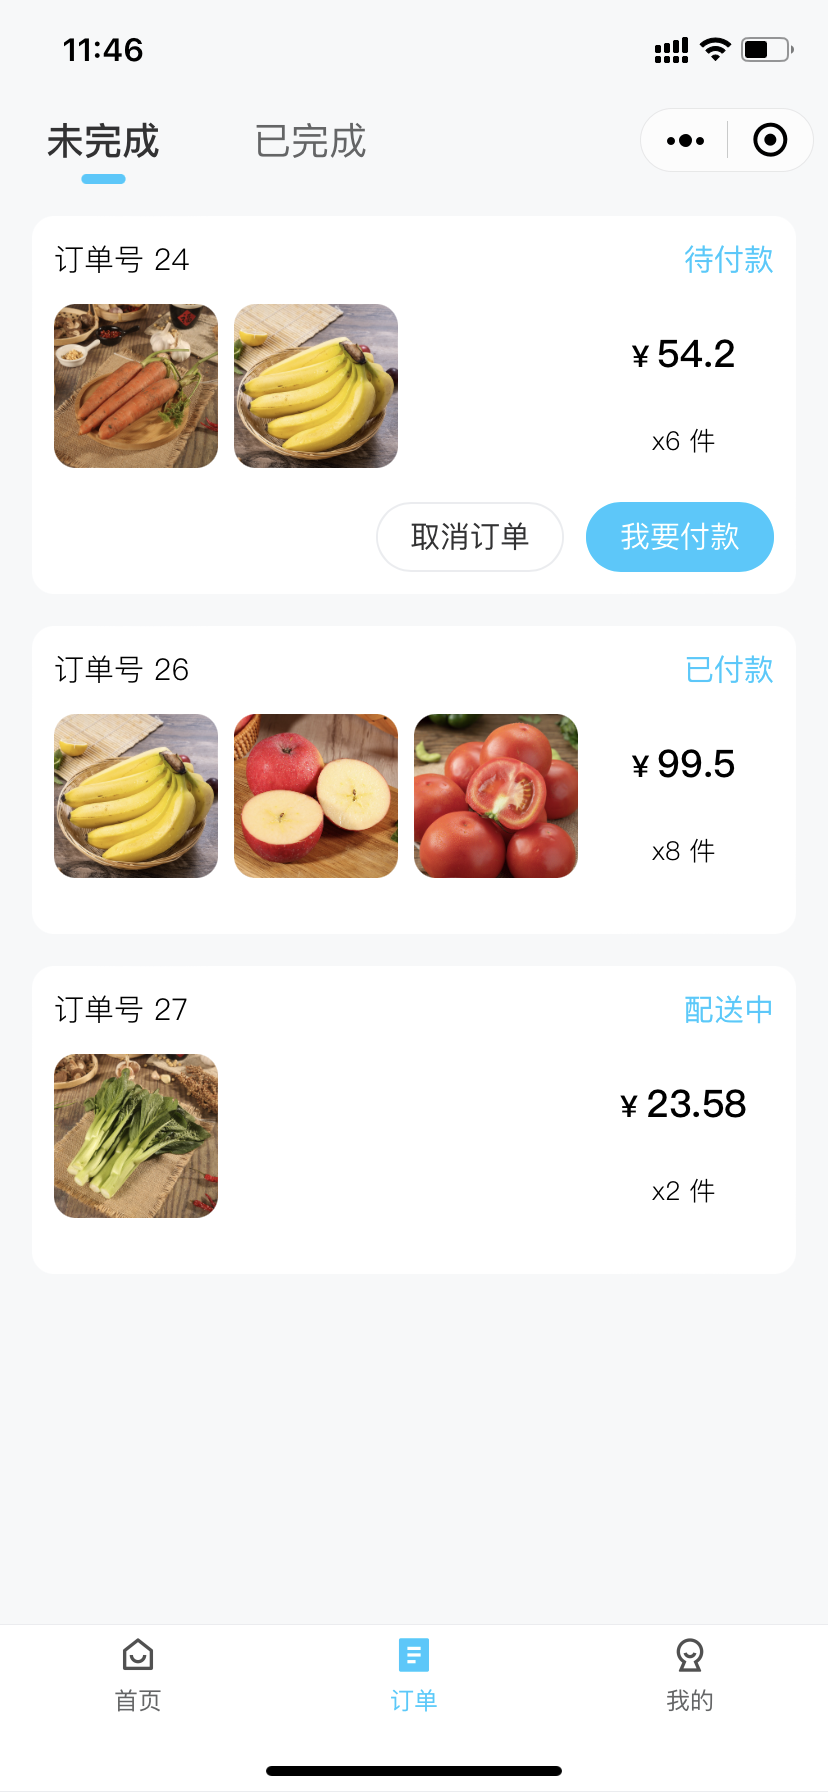 11:46
未完成 已完成
订单号 24 待付款
¥ 54.2
x6 件
取消订单 我要付款
订单号 26 已付款
¥ 99.5
x8 件
订单号 27 配送中
¥ 23.58
x2 件
首页 订单 我的